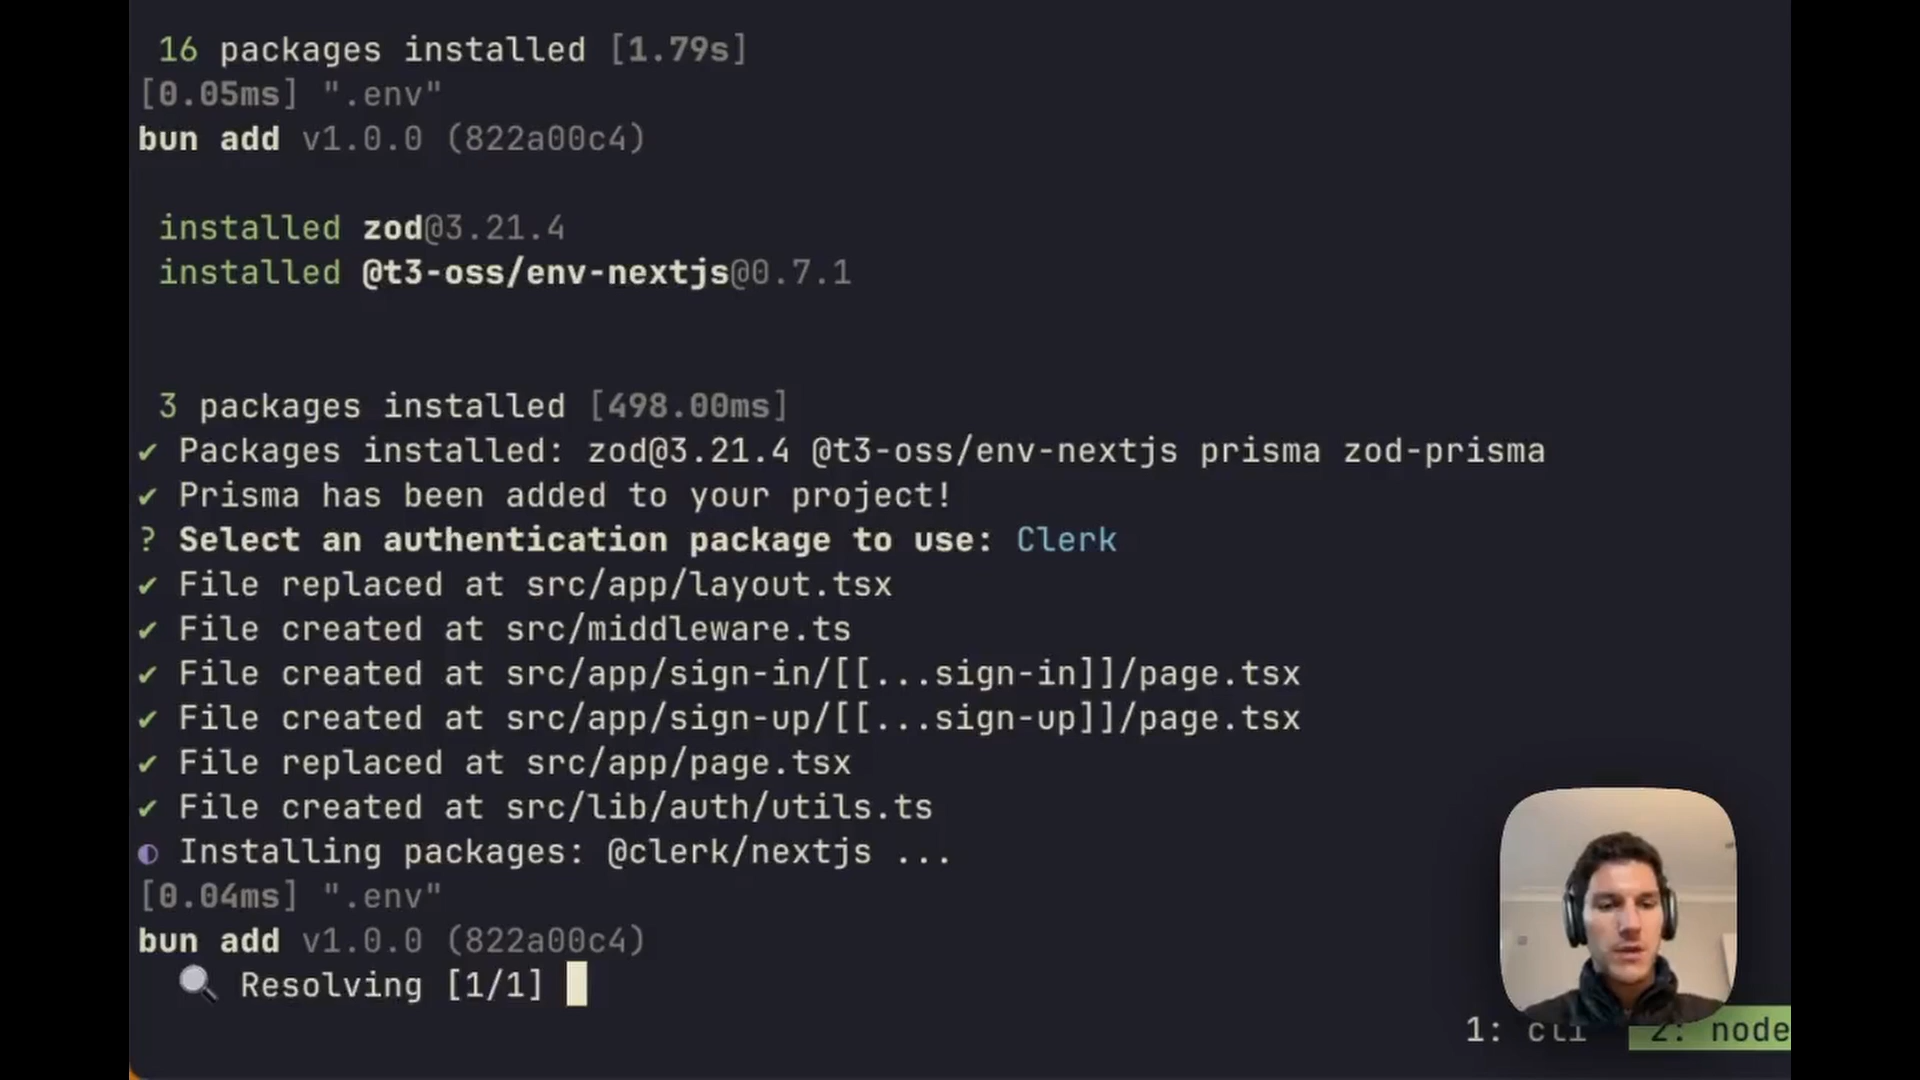 16 packages installed [1.79s]
[0.05ms] ".env"
bun add v1.0.0 (822a00c4)
installed zod@3.21.4
installed @t3-oss/env-nextjs@0.7.1
3 packages installed [498.00ms]
✔ Packages installed: zod@3.21.4 @t3-oss/env-nextjs prisma zod-prisma
✔ Prisma has been added to your project!
? Select an authentication package to use: Clerk
✔ File replaced at src/app/layout.tsx
✔ File created at src/middleware.ts
✔ File created at src/app/sign-in/[[...sign-in]]/page.tsx
✔ File created at src/app/sign-up/[[...sign-up]]/page.tsx
✔ File replaced at src/app/page.tsx
✔ File created at src/lib/auth/utils.ts
◐ Installing packages: @clerk/nextjs ...
[0.04ms] ".env"
bun add v1.0.0 (822a00c4)
🔍 Resolving [1/1]
1: cli 2: node